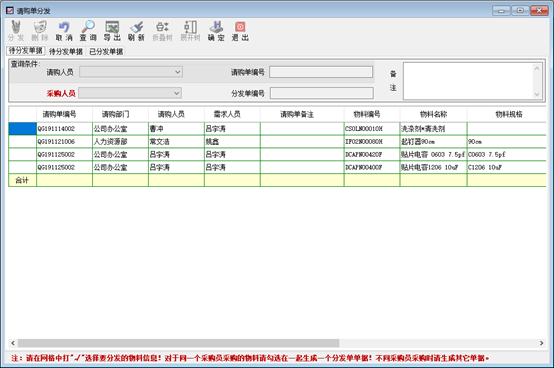 请购单分发
分发 删除 取消 查询 导出 刷新 折叠树 展开树 确定 退出
待分发单据 待分发单据 已分发单据
查询条件:
请购人员 请购单编号 备注
采购人员 分发单编号
请购单编号 请购部门 请购人员 需求人员 请购单备注 物料编号 物料名称 物料规格
QG191114002 公司办公室 曹冲 吕宇涛 CSOLN00010H 洗涤剂*清洗剂
QG191121006 人力资源部 常文洁 姚鑫 IFO2N00080H 起钉器90cm 90cm
QG191125002 公司办公室 吕宇涛 吕宇涛 DCAPN00420F 贴片电容 0603 7.5pf C0603 7.5pf
QG191125002 公司办公室 吕宇涛 吕宇涛 DCAPN00400F 贴片电容1206 10uF C1206 10uF
合计
注：请在网格中打"√"选择要分发的物料信息！对于同一个采购员采购的物料请勾选在一起生成一个分发单单据！不同采购员采购时请生成其它单据。